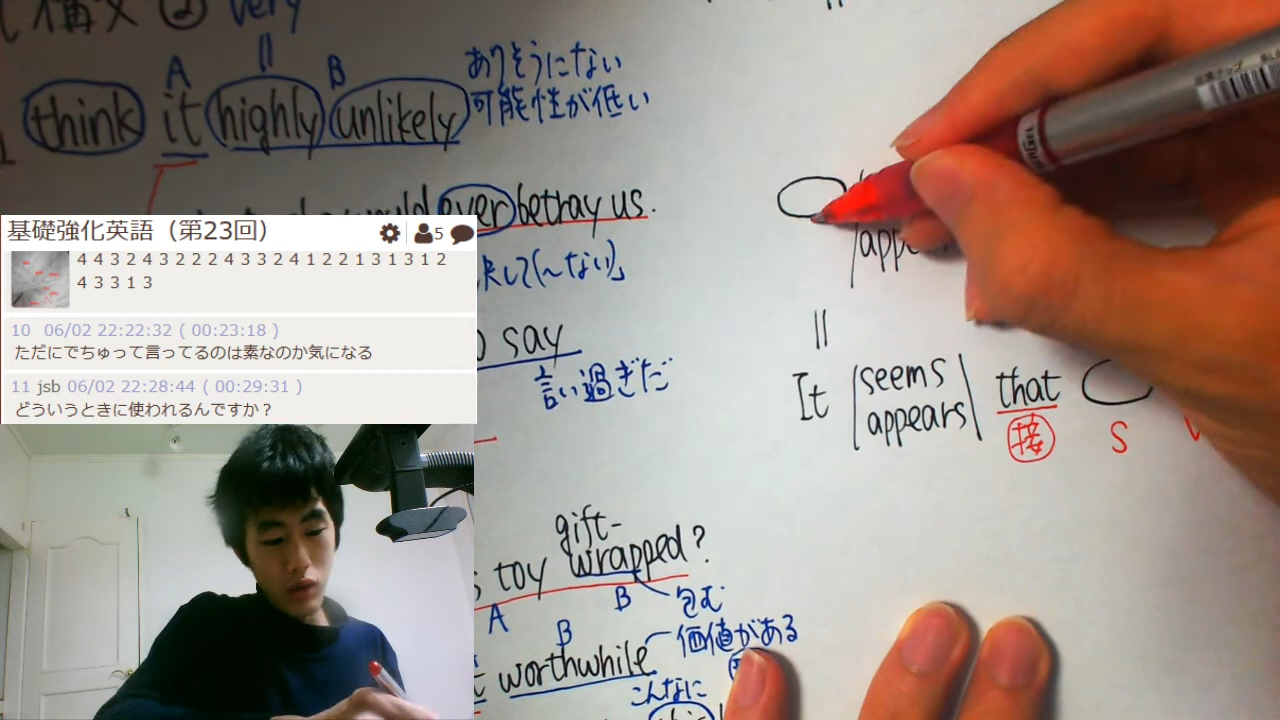 構文② very
||
A B ありそうにない
think it highly unlikely 可能性が低い
would ever betray us.
決して(〜ない)」
say
言い過ぎだ
||
It seems that
appears 接 S V
gift-
toy wrapped?
A B 包む
B 価値がある
worthwhile
こんなに
基礎強化英語（第23回） 5
4 4 3 2 4 3 2 2 2 4 3 3 2 4 1 2 2 1 3 1 3 1 2
4 3 3 1 3
10 06/02 22:22:32 ( 00:23:18 )
ただにでちゅって言ってるのは素なのか気になる
11 jsb 06/02 22:28:44 ( 00:29:31 )
どういうときに使われるんですか？